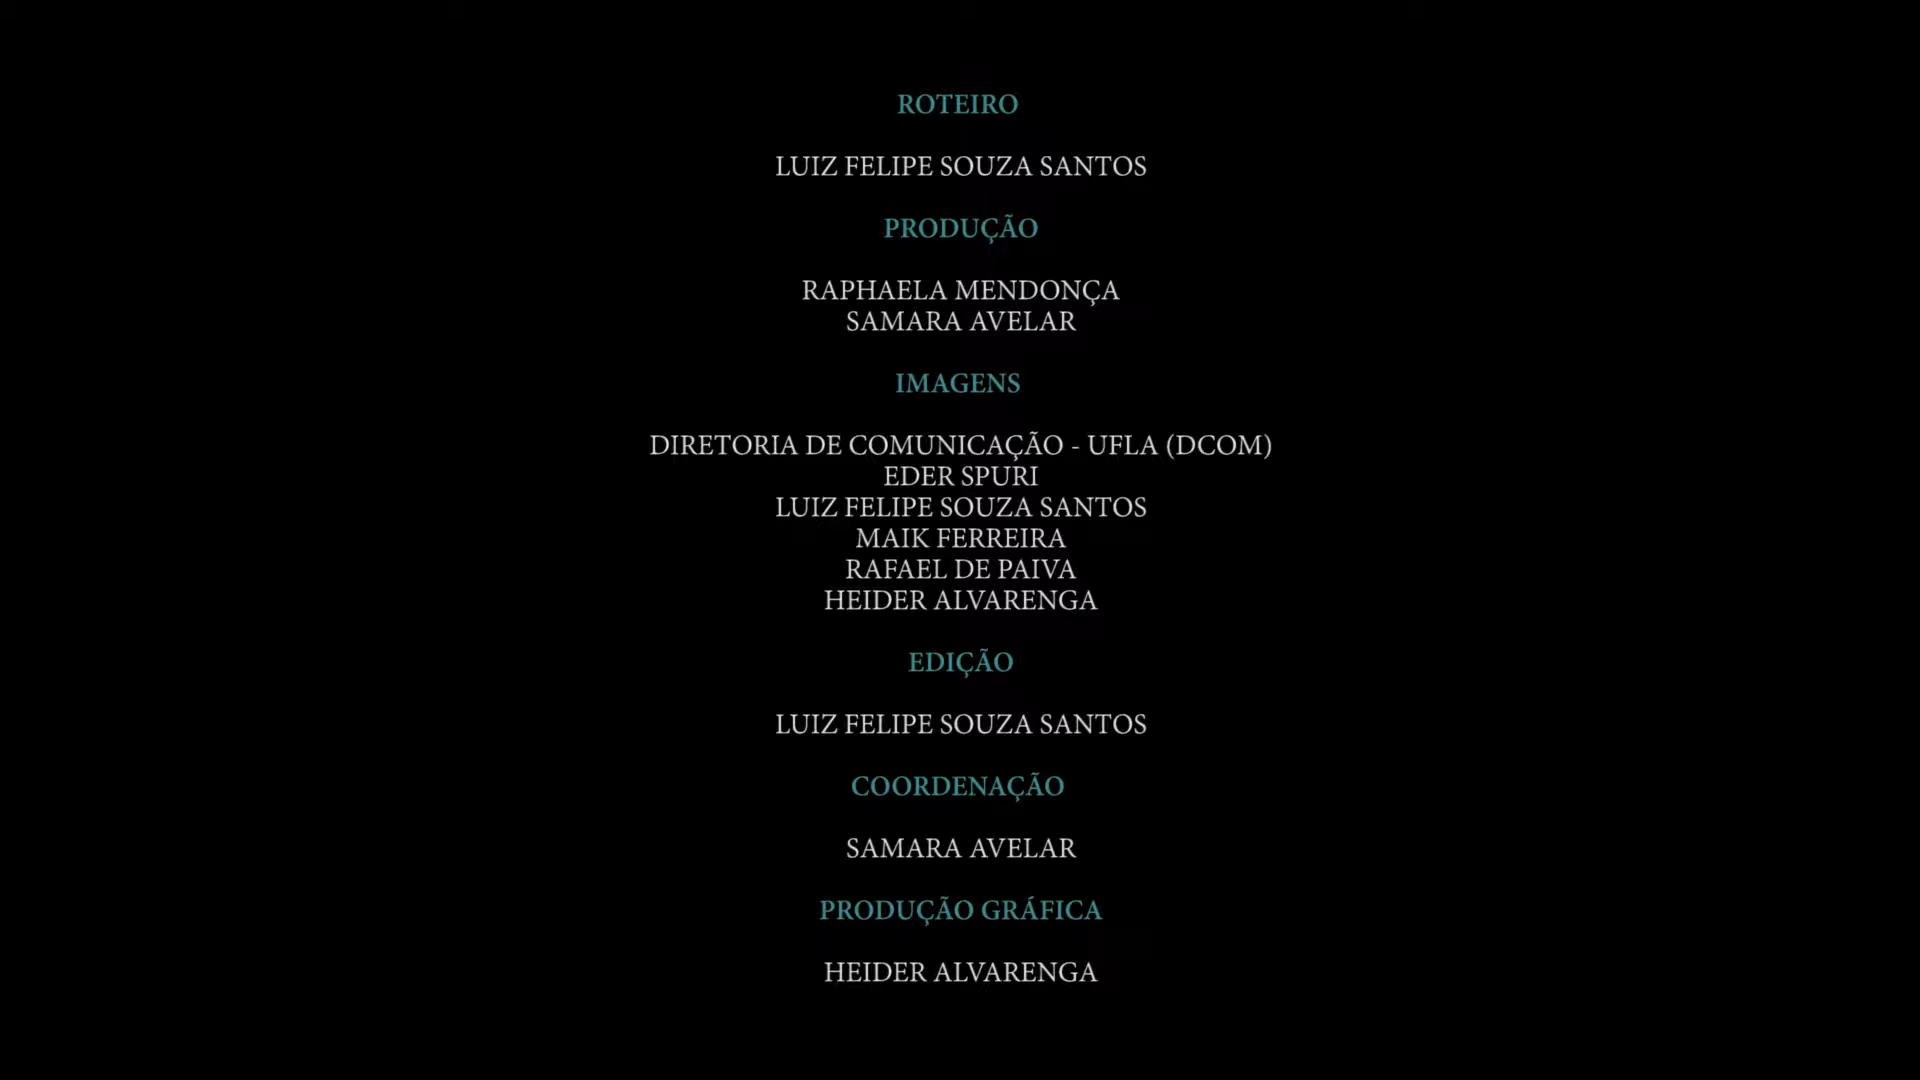 ROTEIRO
LUIZ FELIPE SOUZA SANTOS
PRODUÇÃO
RAPHAELA MENDONÇA
SAMARA AVELAR
IMAGENS
DIRETORIA DE COMUNICAÇÃO - UFLA (DCOM)
EDER SPURI
LUIZ FELIPE SOUZA SANTOS
MAIK FERREIRA
RAFAEL DE PAIVA
HEIDER ALVARENGA
EDIÇÃO
LUIZ FELIPE SOUZA SANTOS
COORDENAÇÃO
SAMARA AVELAR
PRODUÇÃO GRÁFICA
HEIDER ALVARENGA